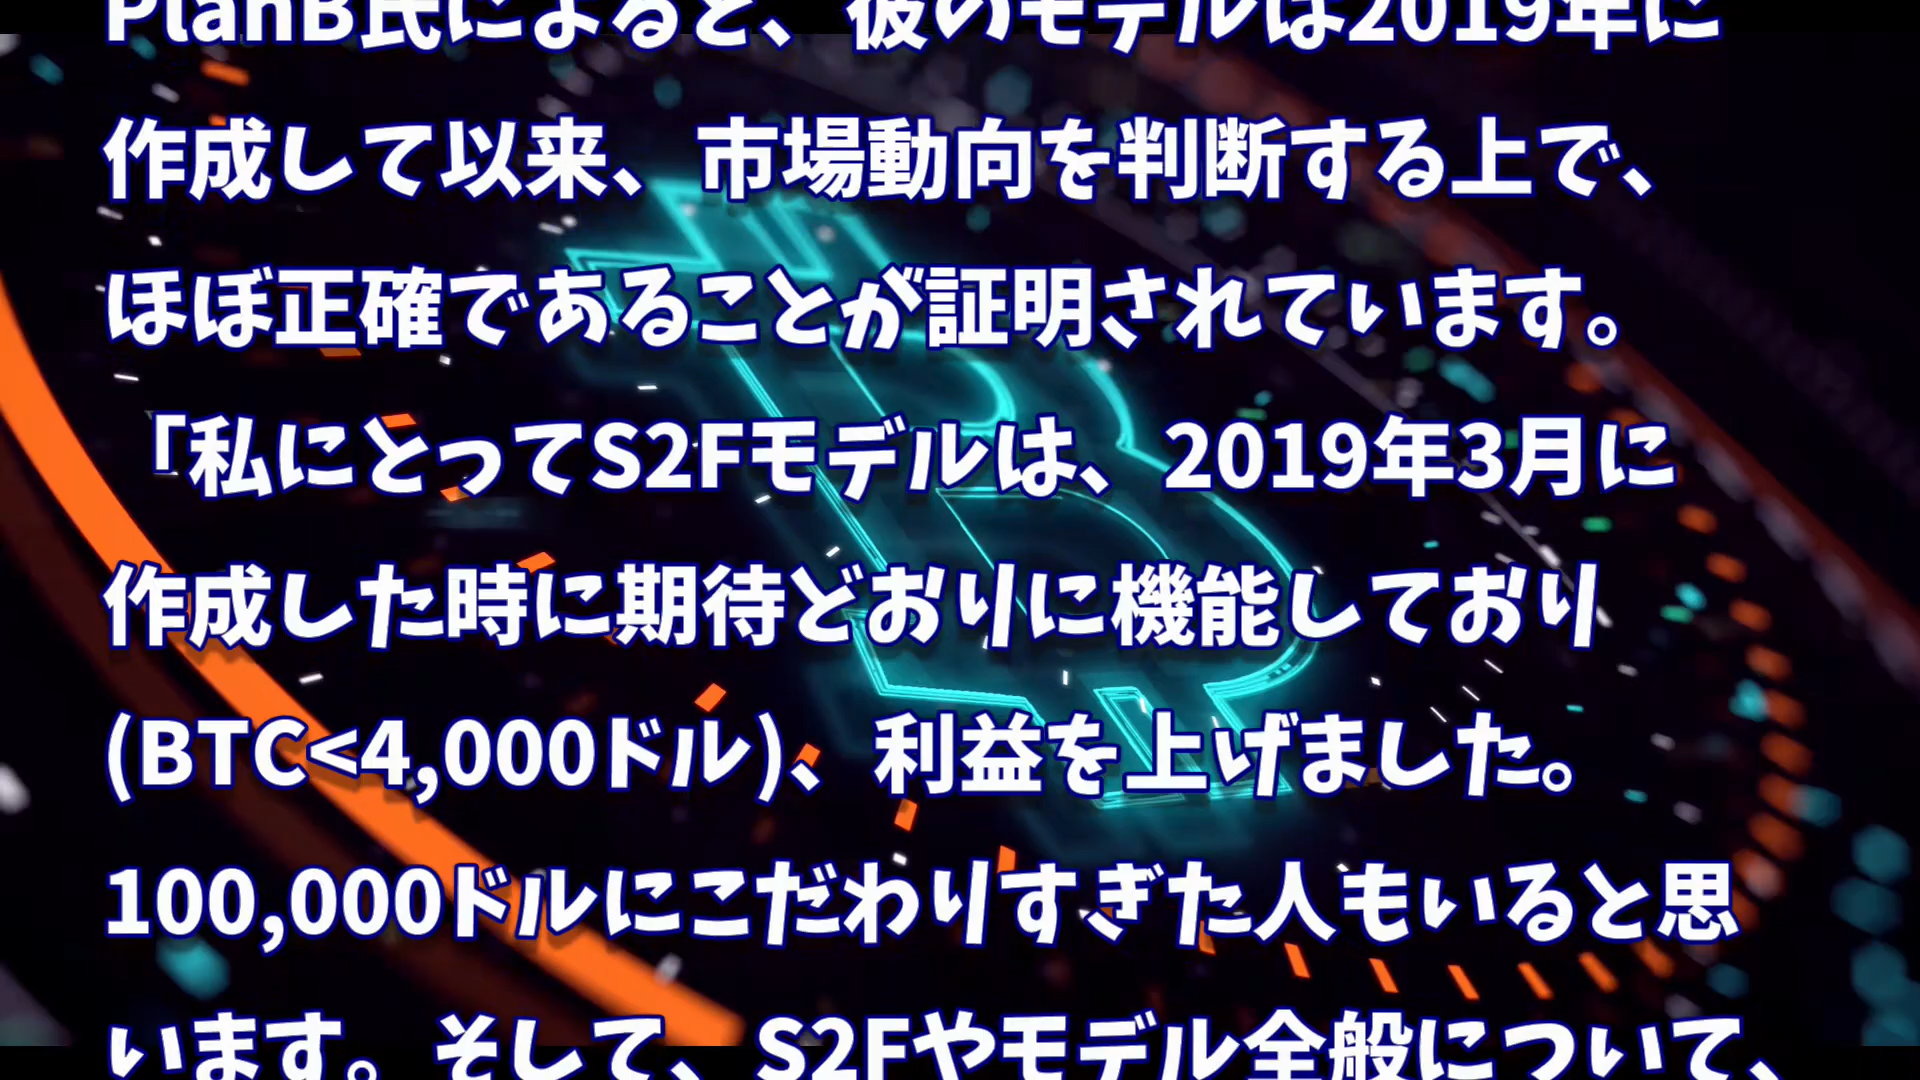 PlanB氏によると、彼のモデルは2019年に
作成して以来、市場動向を判断する上で、
ほぼ正確であることが証明されています。
「私にとってS2Fモデルは、2019年3月に
作成した時に期待どおりに機能しており
(BTC<4,000ドル)、利益を上げました。
100,000ドルにこだわりすぎた人もいると思
います。そして、S2Fやモデル全般について、